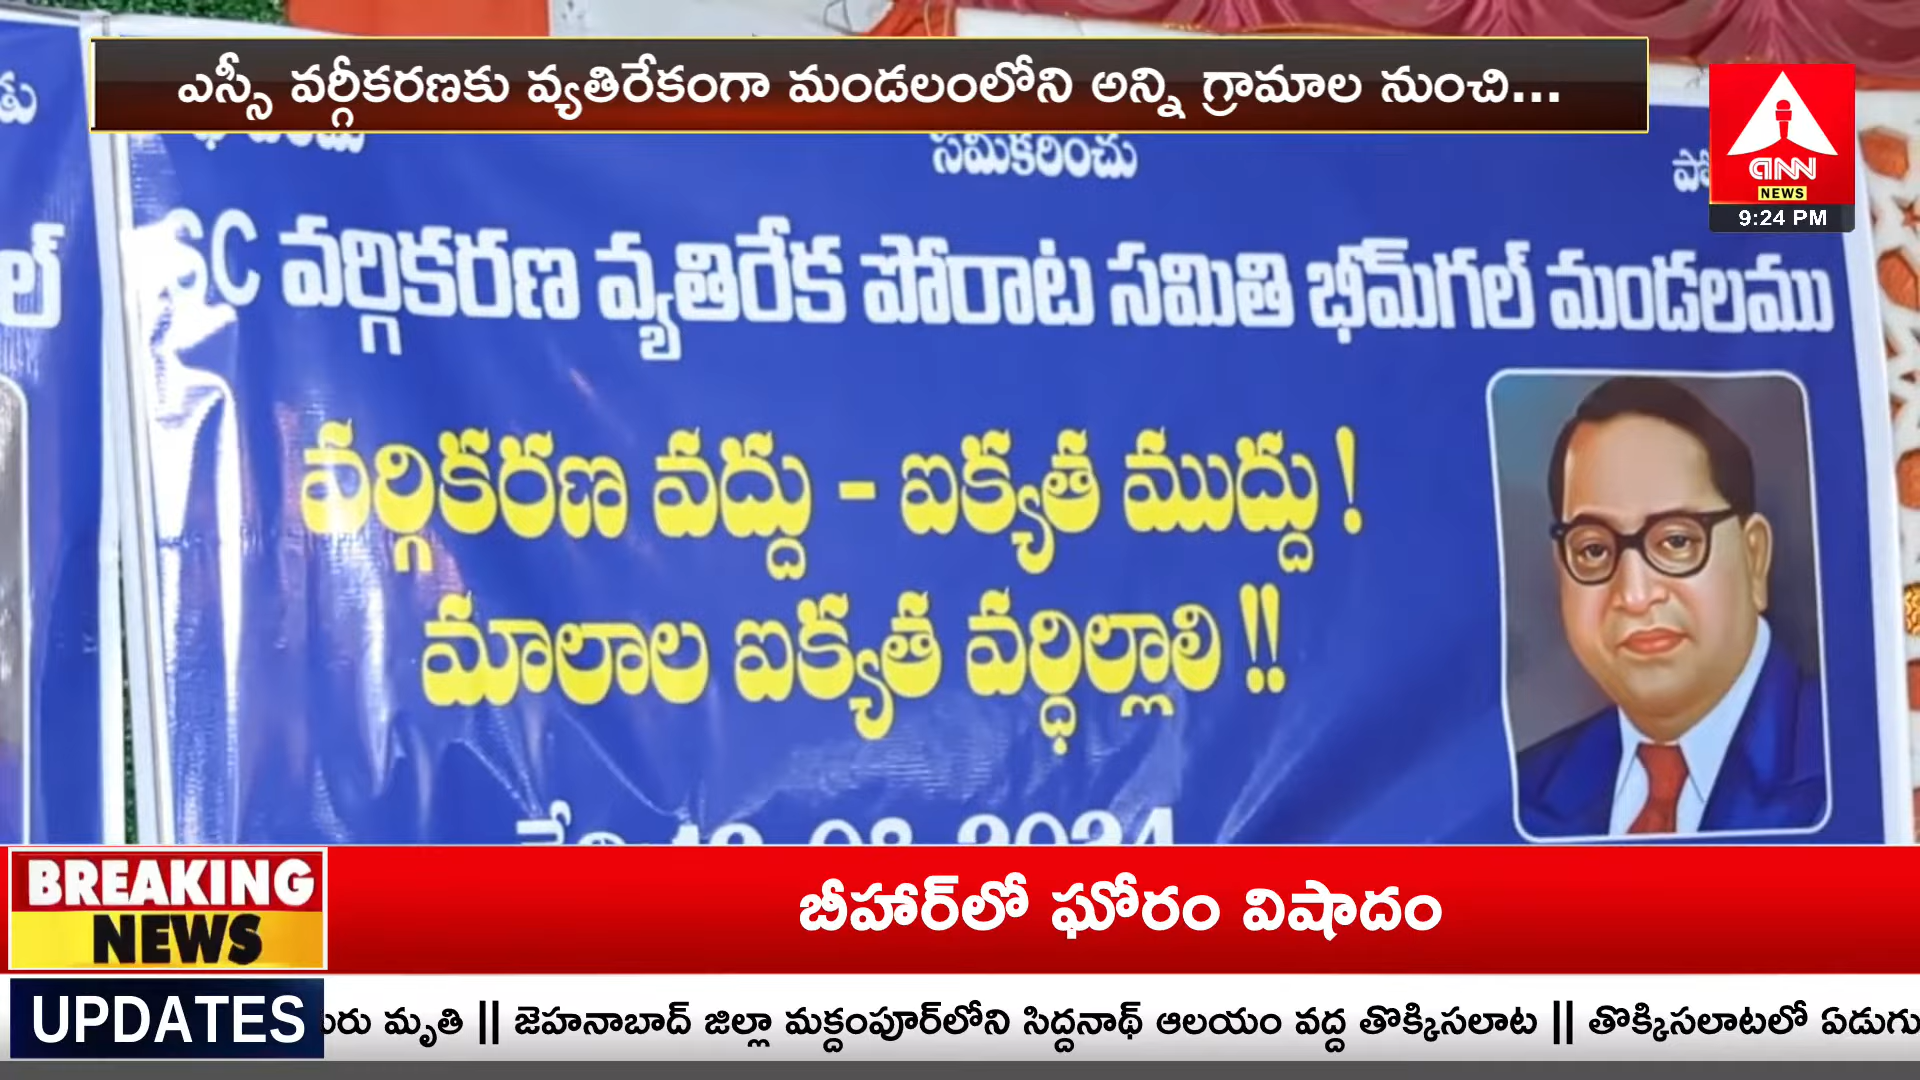 ఎస్సీ వర్గీకరణకు వ్యతిరేకంగా మండలంలోని అన్ని గ్రామాల నుంచి...
సమీకరించు
SC వర్గికరణ వ్యతిరేక పోరాట సమితి భీమ్‌గల్ మండలము
వర్గికరణ వద్దు - ఐక్యత ముద్దు !
మాలాల ఐక్యత వర్ధిల్లాలి !!
ANN
NEWS
9:24 PM
BREAKING
NEWS
బీహార్‌లో ఘోరం విషాదం
UPDATES
మృతి || జెహనాబాద్ జిల్లా మక్దంపూర్‌లోని సిద్దనాథ్ ఆలయం వద్ద తొక్కిసలాట || తొక్కిసలాటలో ఏడుగు